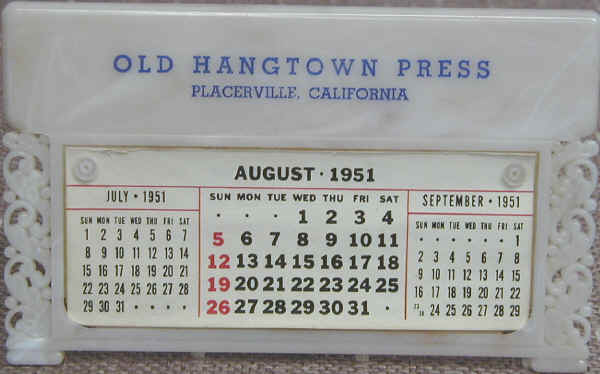 OLD HANGTOWN PRESS
PLACERVILLE, CALIFORNIA
AUGUST · 1951
JULY · 1951
SUN MON TUE WED THU FRI SAT
1 2 3 4 5 6 7
8 9 10 11 12 13 14
15 16 17 18 19 20 21
22 23 24 25 26 27 28
29 30 31 · · · ·
SUN MON TUE WED THU FRI SAT
· · · 1 2 3 4
5 6 7 8 9 10 11
12 13 14 15 16 17 18
19 20 21 22 23 24 25
26 27 28 29 30 31 ·
SEPTEMBER · 1951
SUN MON TUE WED THU FRI SAT
· · · · · · 1
2 3 4 5 6 7 8
9 10 11 12 13 14 15
16 17 18 19 20 21 22
23/30 24 25 26 27 28 29